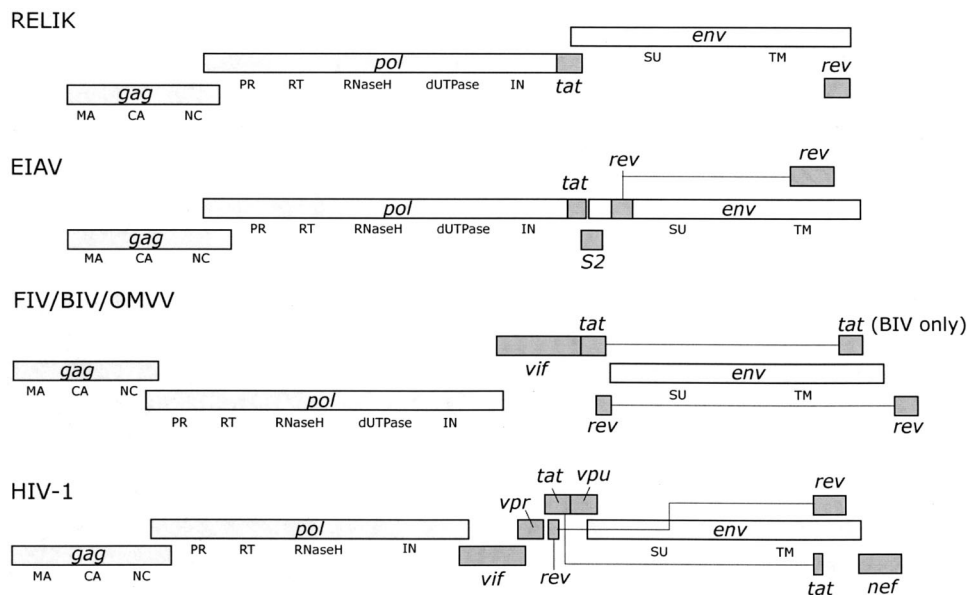 RELIK
env
pol
SU TM
PR RT RNaseH dUTPase IN tat rev
gag
MA CA NC
EIAV
rev rev
tat
pol env
PR RT RNaseH dUTPase IN SU TM
gag
MA CA NC S2
FIV/BIV/OMVV
tat tat (BIV only)
gag vif env
MA CA NC SU TM
pol
PR RT RNaseH dUTPase IN rev rev
HIV-1
tat vpu rev
vpr
pol env
PR RT RNaseH IN SU TM
gag vif rev
MA CA NC tat nef